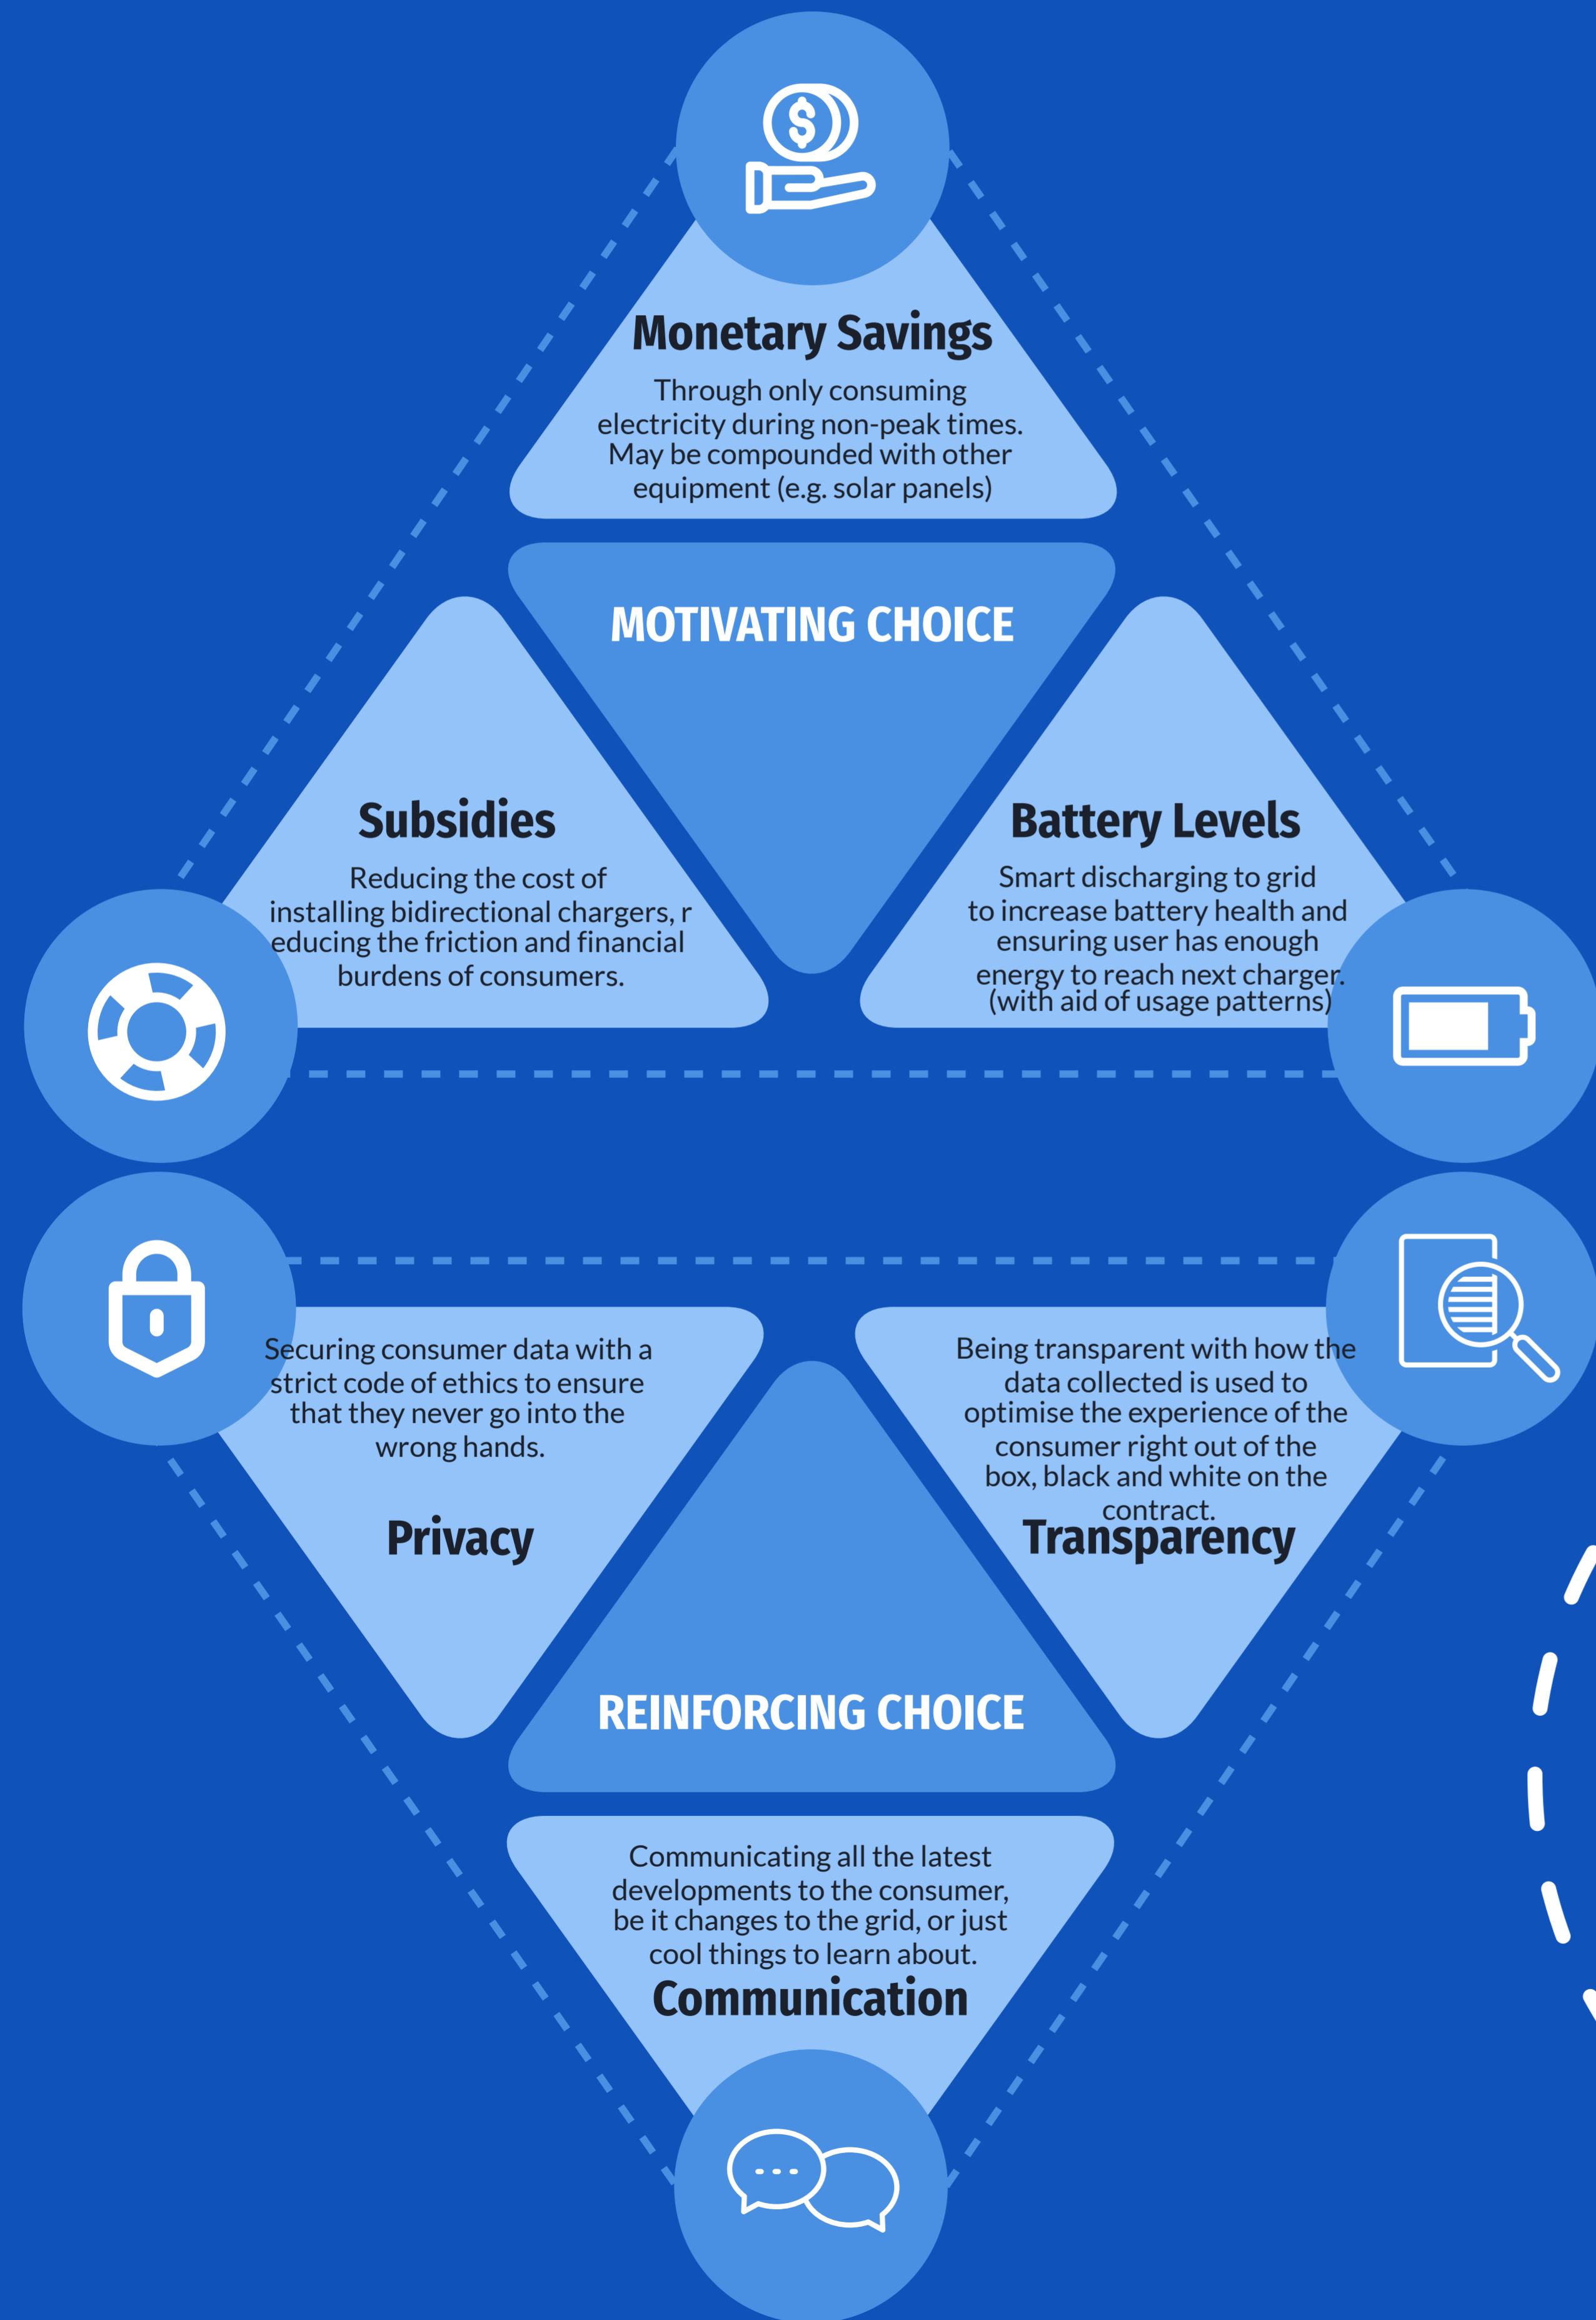 Monetary Savings
Through only consuming
electricity during non-peak times.
May be compounded with other
equipment (e.g. solar panels)
MOTIVATING CHOICE
Subsidies
Reducing the cost of
installing bidirectional chargers, r
educing the friction and financial
burdens of consumers.
Battery Levels
Smart discharging to grid
to increase battery health and
ensuring user has enough
energy to reach next charger.
(with aid of usage patterns)
Securing consumer data with a
strict code of ethics to ensure
that they never go into the
wrong hands.
Privacy
Being transparent with how the
data collected is used to
optimise the experience of the
consumer right out of the
box, black and white on the
contract.
Transparency
REINFORCING CHOICE
Communicating all the latest
developments to the consumer,
be it changes to the grid, or just
cool things to learn about.
Communication